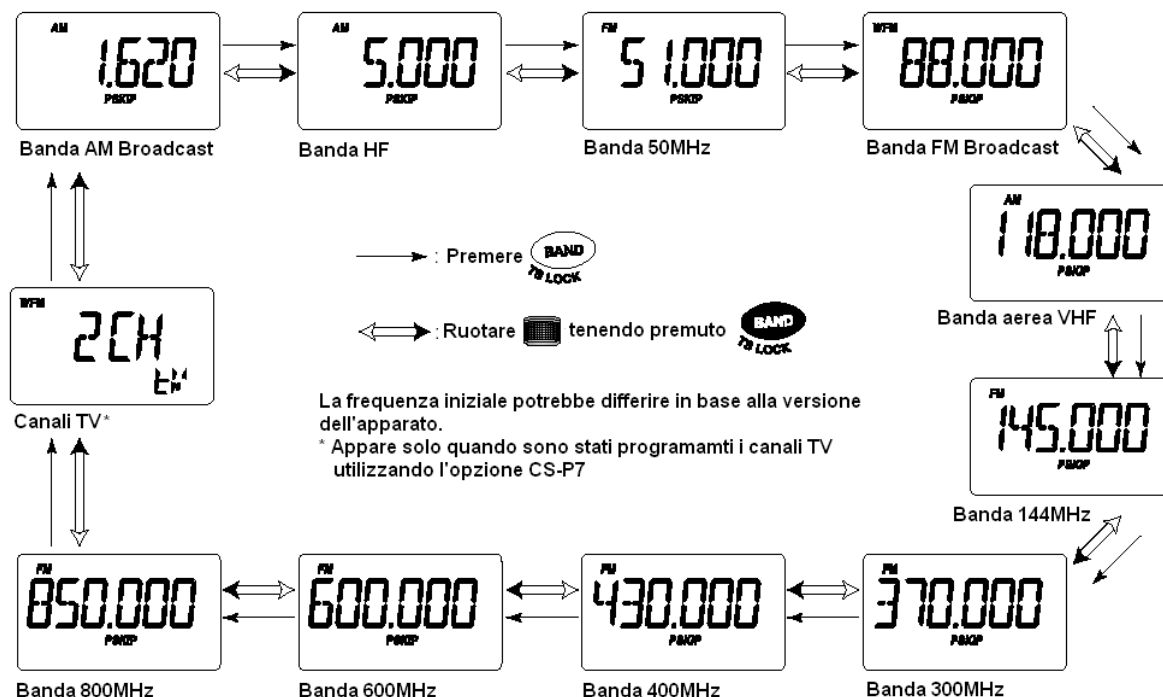 AM
1.620
PSKIP
Banda AM Broadcast
AM
5.000
PSKIP
Banda HF
FM
51.000
PSKIP
Banda 50MHz
WFM
88.000
PSKIP
Banda FM Broadcast
AM
118.000
PSKIP
Banda aerea VHF
FM
145.000
PSKIP
Banda 144MHz
: Premere BAND
TS LOCK
: Ruotare tenendo premuto BAND
TS LOCK
La frequenza iniziale potrebbe differire in base alla versione
dell'apparato.
* Appare solo quando sono stati programamti i canali TV
utilizzando l'opzione CS-P7
WFM
2CH
Canali TV*
FM
850.000
PSKIP
Banda 800MHz
FM
600.000
PSKIP
Banda 600MHz
FM
430.000
PSKIP
Banda 400MHz
FM
370.000
PSKIP
Banda 300MHz